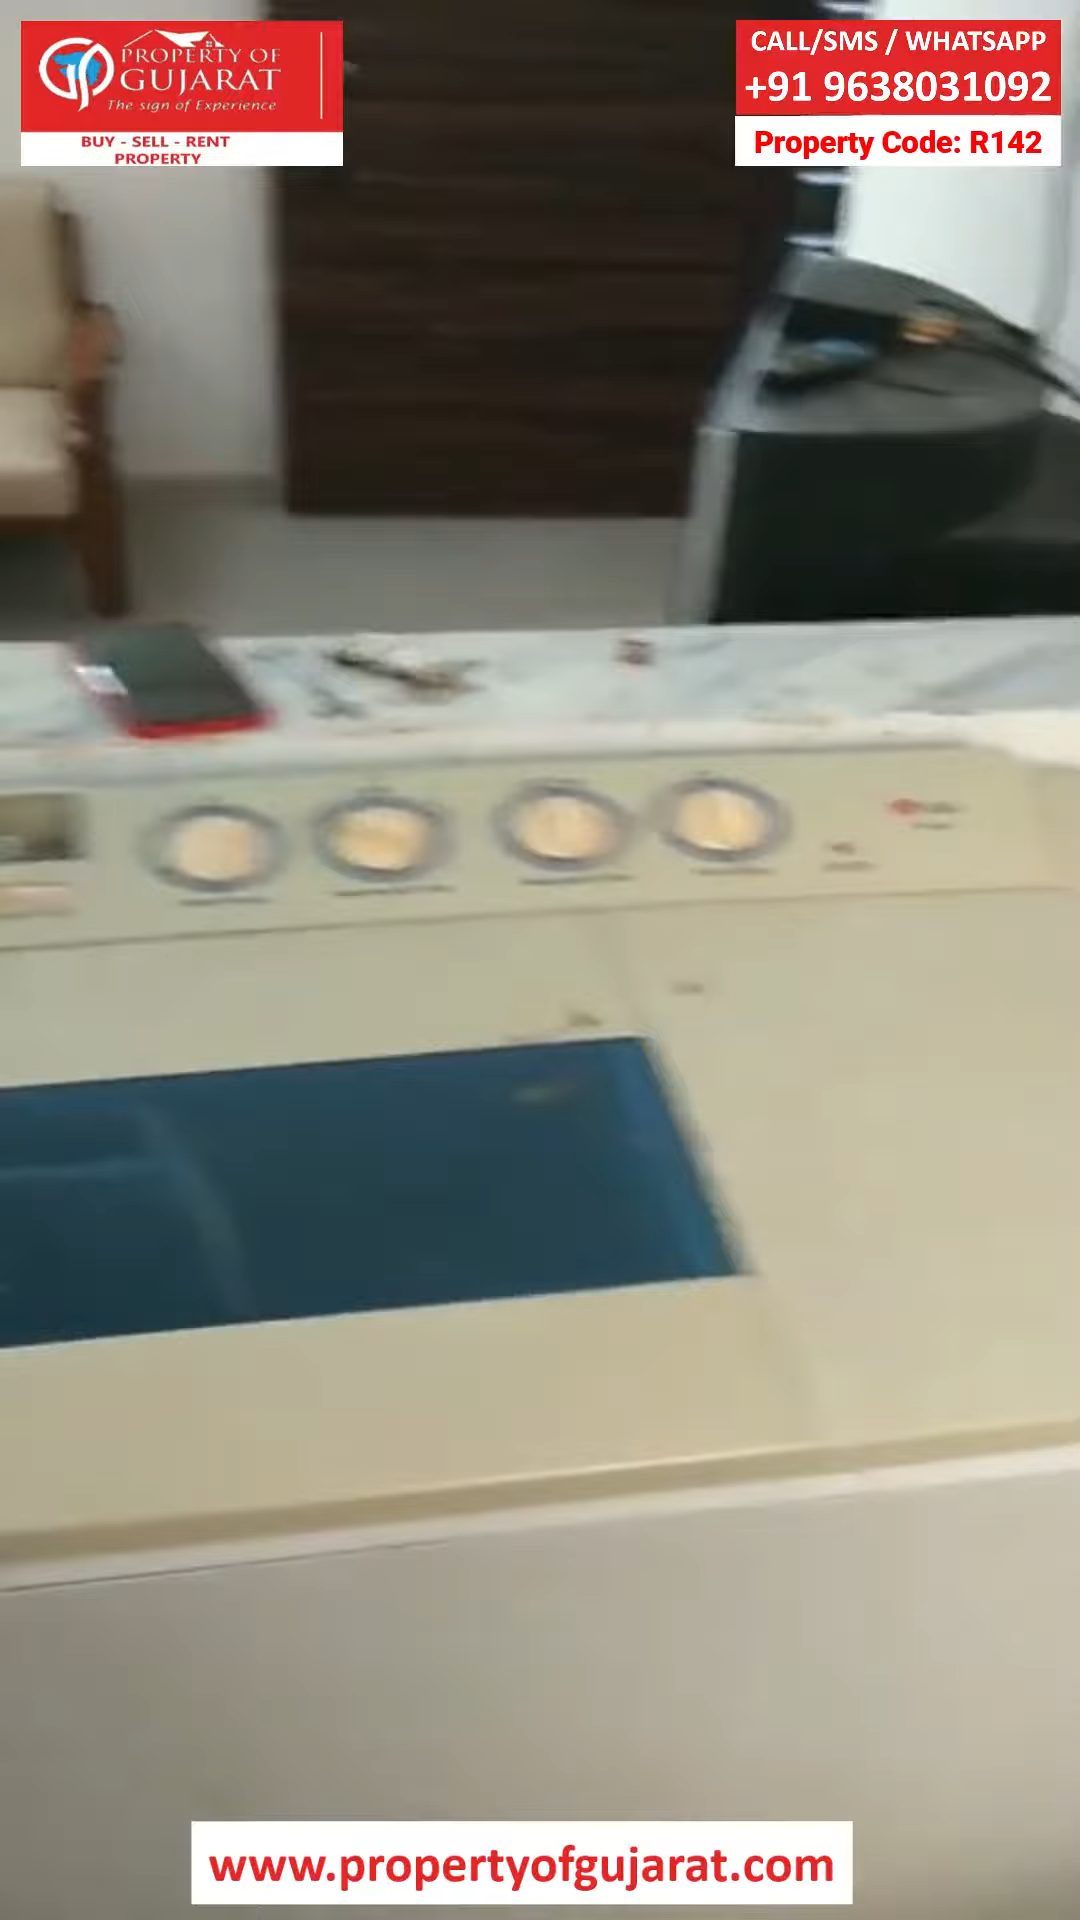 PROPERTY OF
GUJARAT
The sign of Experience
BUY - SELL - RENT
PROPERTY
CALL/SMS / WHATSAPP
+91 9638031092
Property Code: R142
www.propertyofgujarat.com